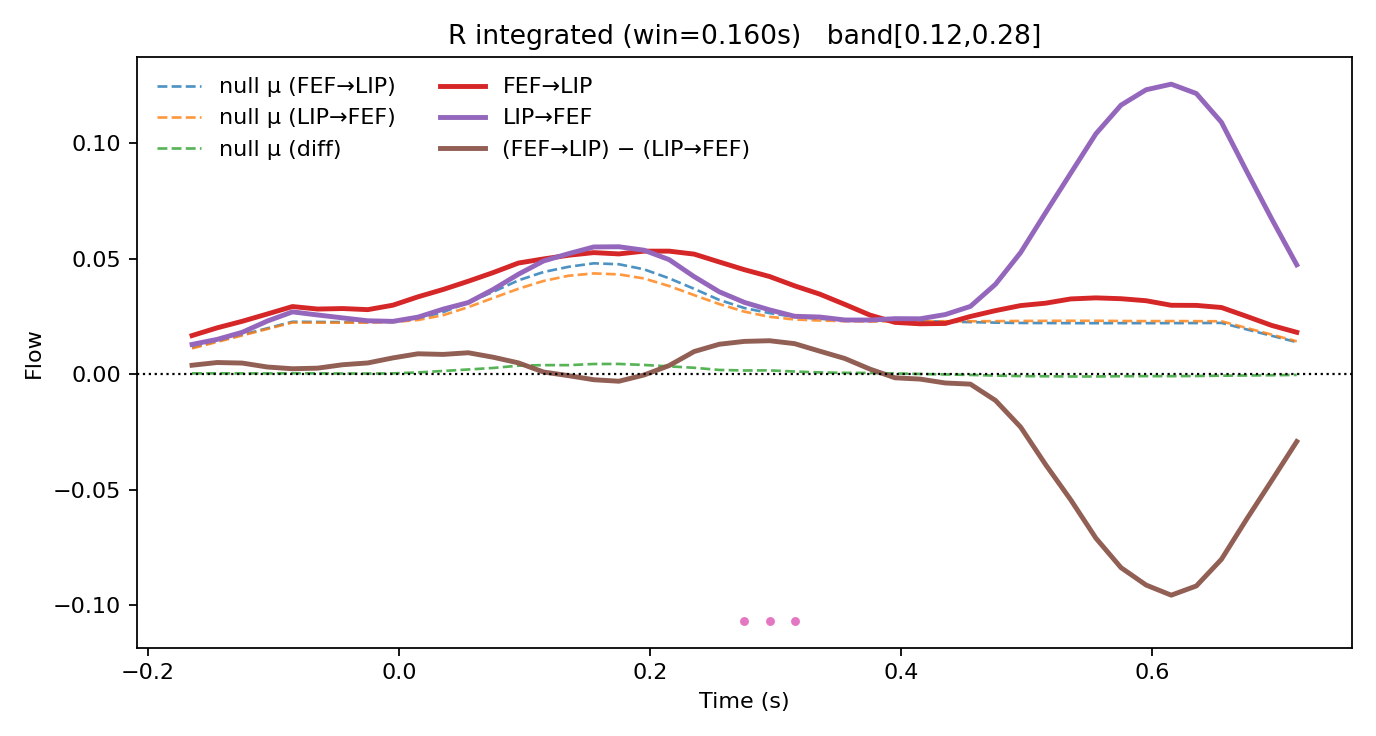 R integrated (win=0.160s)   band[0.12,0.28]
null μ (FEF→LIP)
null μ (LIP→FEF)
null μ (diff)
FEF→LIP
LIP→FEF
(FEF→LIP) − (LIP→FEF)
Flow
0.10
0.05
0.00
−0.05
−0.10
−0.2
0.0
0.2
0.4
0.6
Time (s)